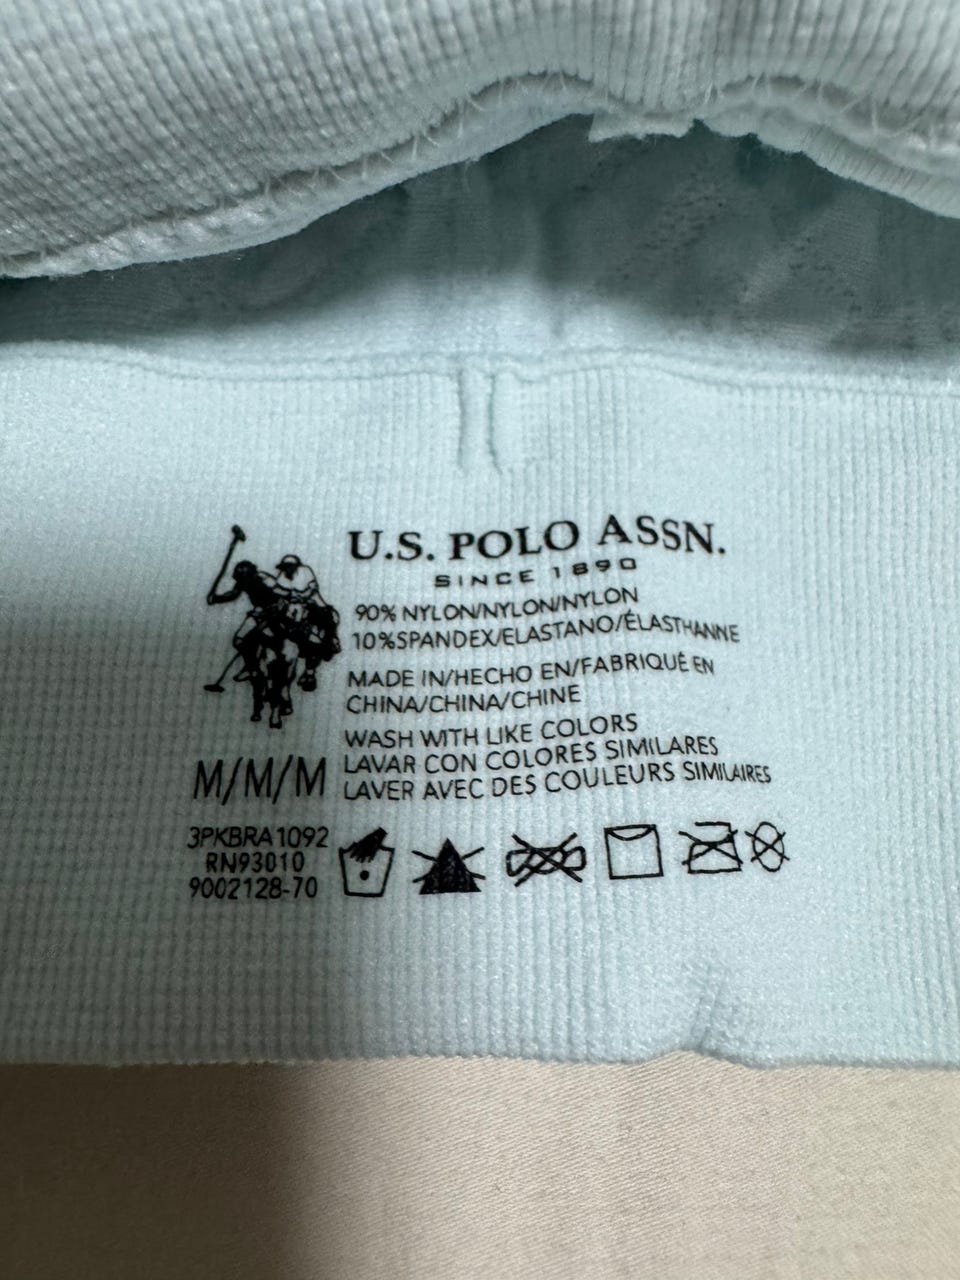 U.S. POLO ASSN.
SINCE 1890
90% NYLON/NYLON/NYLON
10%SPANDEX/ELASTANO/ÉLASTHANNE
MADE IN/HECHO EN/FABRIQUÉ EN
CHINA/CHINA/CHINE
WASH WITH LIKE COLORS
LAVAR CON COLORES SIMILARES
LAVER AVEC DES COULEURS SIMILAIRES
M/M/M
3PKBRA1092
RN93010
9002128-70